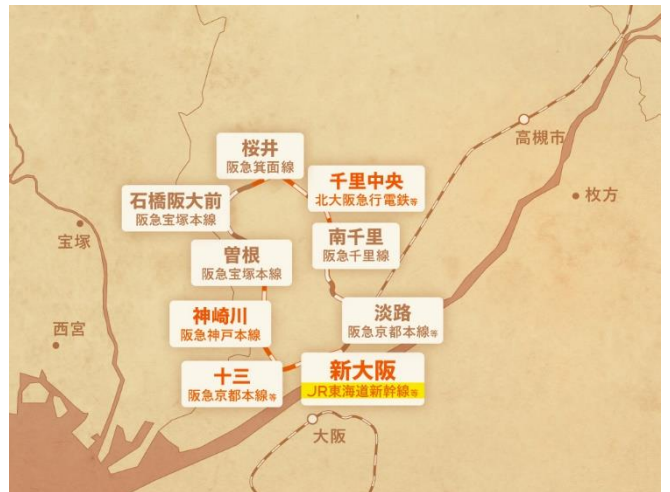 高槻市
枚方
桜井
阪急箕面線
千里中央
北大阪急行電鉄等
石橋阪大前
阪急宝塚本線
南千里
阪急千里線
宝塚
曽根
阪急宝塚本線
西宮
神崎川
阪急神戸本線
淡路
阪急京都本線等
十三
阪急京都本線等
新大阪
JR東海道新幹線等
大阪